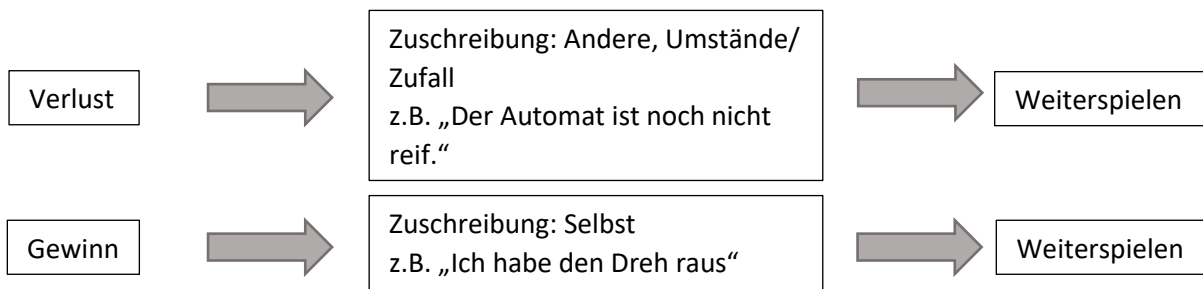 Verlust
Zuschreibung: Andere, Umstände/
Zufall
z.B. „Der Automat ist noch nicht
reif.“
Weiterspielen
Gewinn
Zuschreibung: Selbst
z.B. „Ich habe den Dreh raus“
Weiterspielen